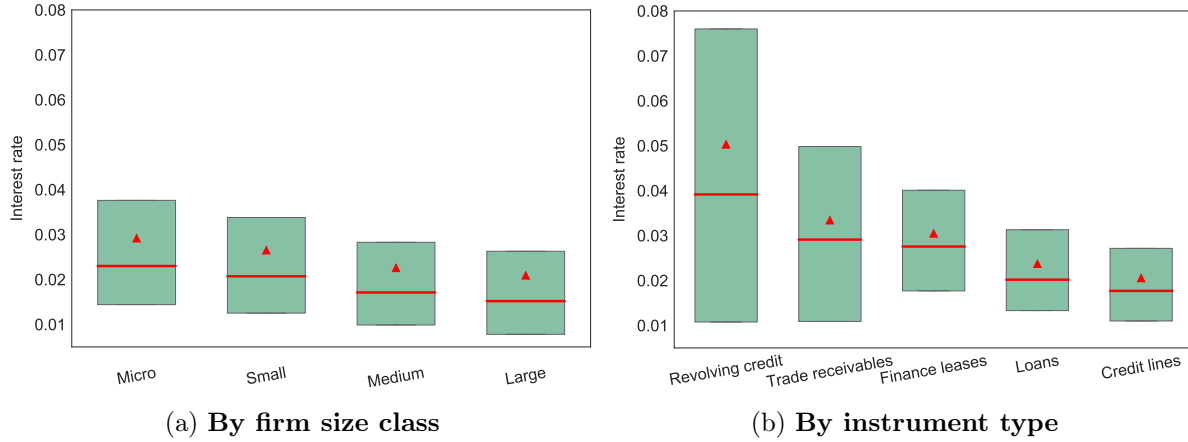 0.08
0.07
0.06
0.05
0.04
0.03
0.02
0.01
Interest rate
Micro
Small
Medium
Large
(a) By firm size class
0.08
0.07
0.06
0.05
0.04
0.03
0.02
0.01
Interest rate
Revolving credit
Trade receivables
Finance leases
Loans
Credit lines
(b) By instrument type